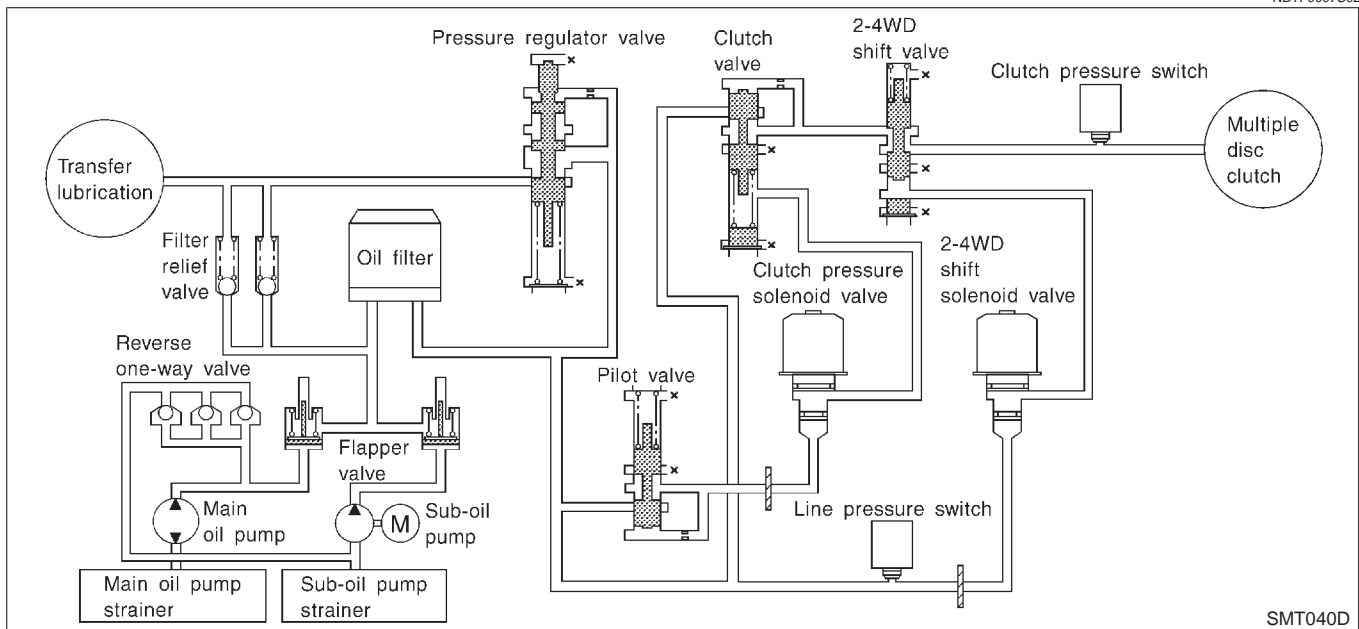 Pressure regulator valve
Clutch
valve
2-4WD
shift valve
Clutch pressure switch
Transfer
lubrication
Multiple
disc
clutch
Filter
relief
valve
Oil filter
Clutch pressure
solenoid valve
2-4WD
shift
solenoid valve
Reverse
one-way valve
Pilot valve
Flapper
valve
Main
oil pump
M
Sub-oil
pump
Line pressure switch
Main oil pump
strainer
Sub-oil pump
strainer
SMT040D